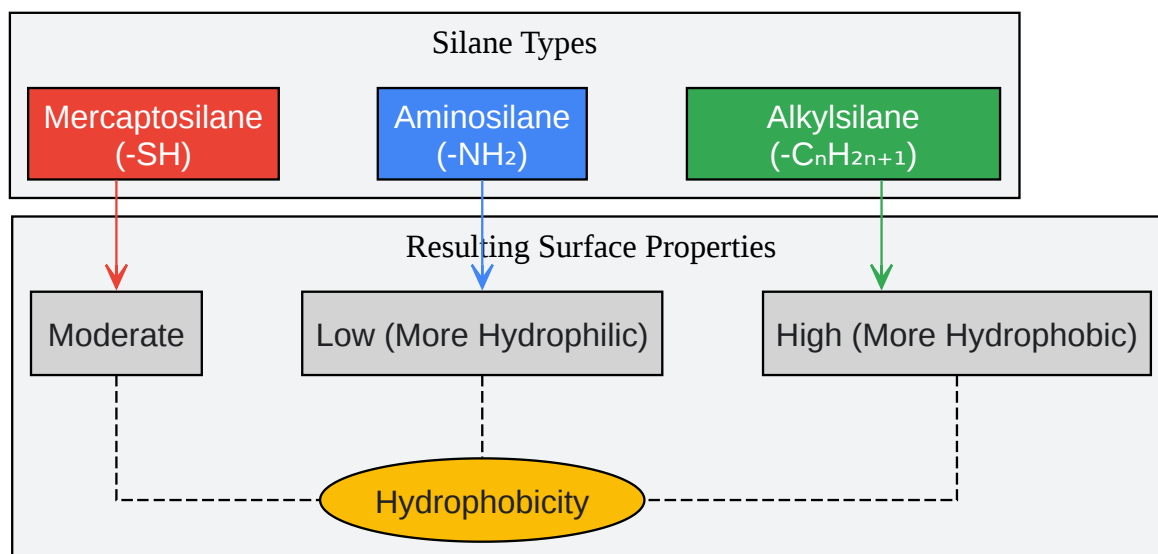 Silane Types
Mercaptosilane
(-SH)
Aminosilane
(-NH₂)
Alkylsilane
(-CₙH₂ₙ₊₁)
Resulting Surface Properties
Moderate
Low (More Hydrophilic)
High (More Hydrophobic)
Hydrophobicity